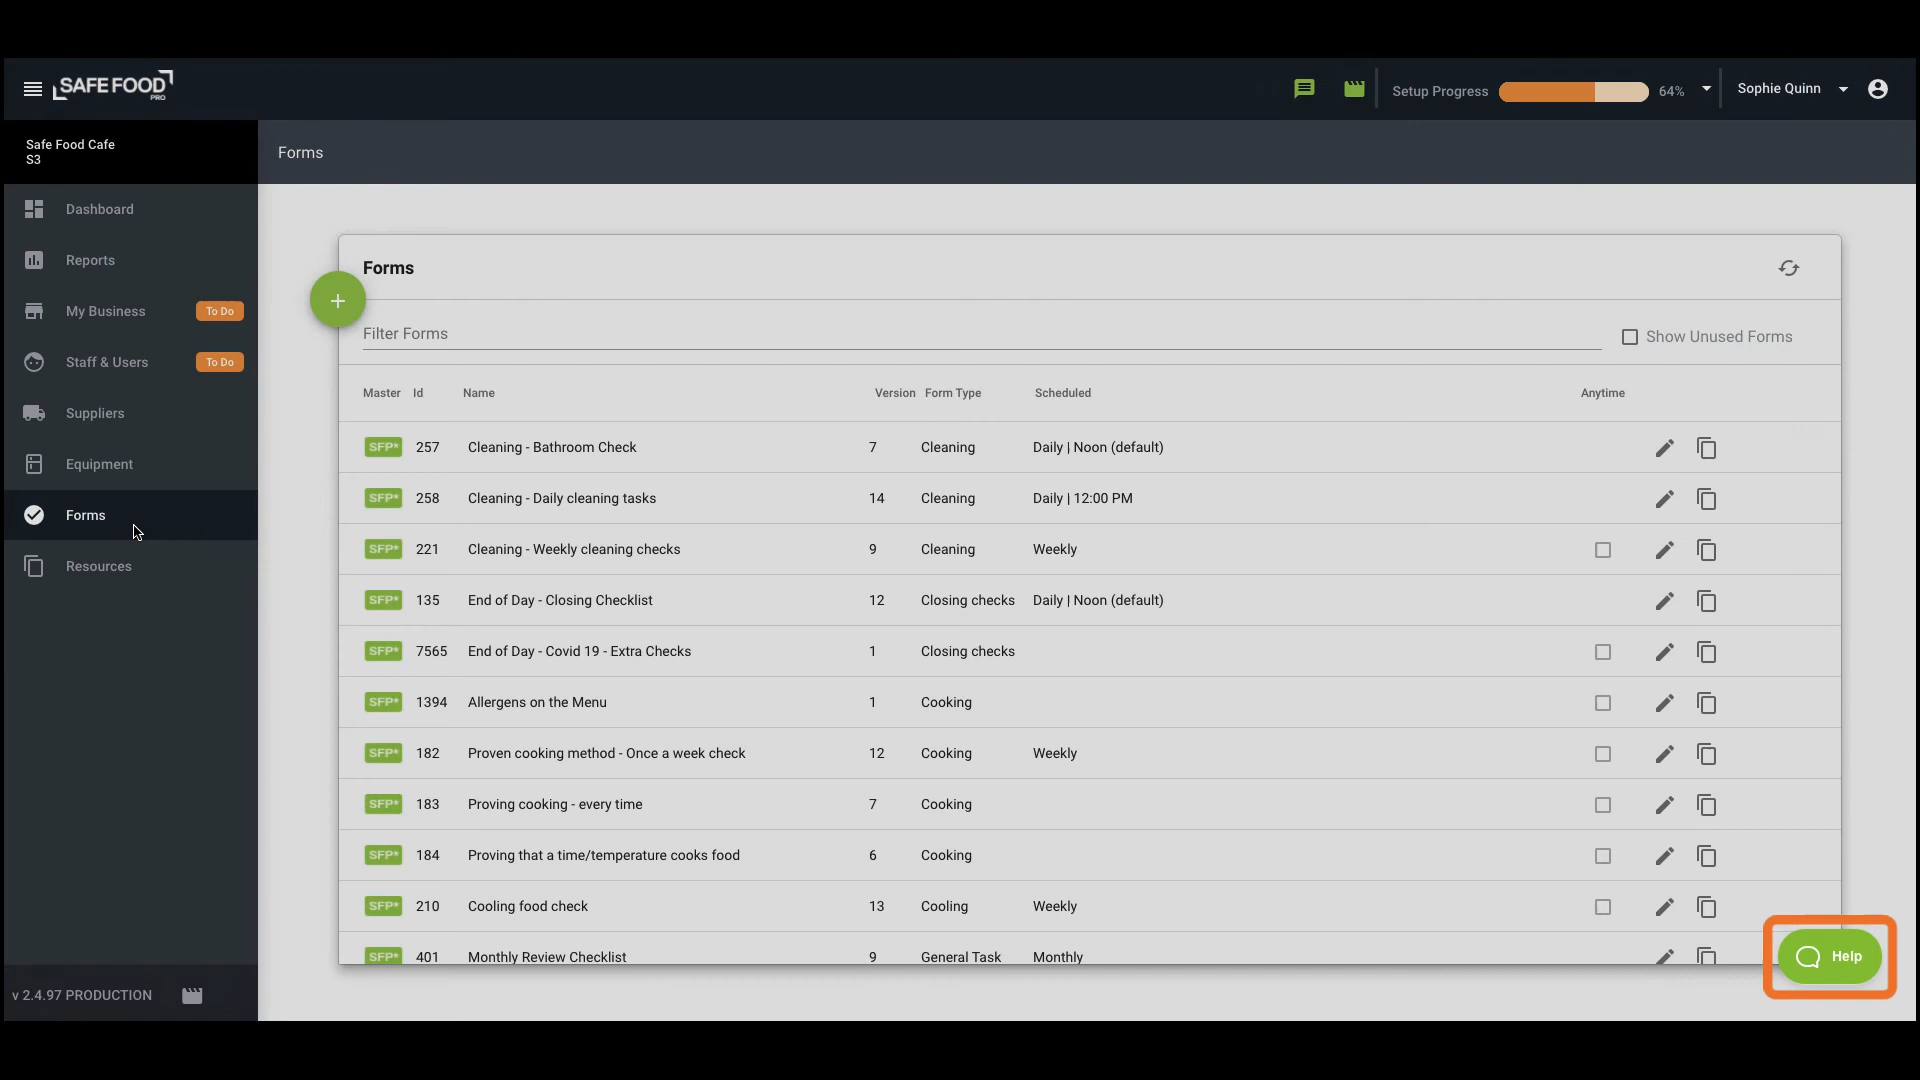 SAFE FOOD PRO
Setup Progress 64% Sophie Quinn
Safe Food Cafe
S3
Forms
Dashboard
Reports
My Business To Do
Staff & Users To Do
Suppliers
Equipment
Forms
Resources
v 2.4.97 PRODUCTION
Forms
+
Filter Forms Show Unused Forms
Master Id Name Version Form Type Scheduled Anytime
SFP* 257 Cleaning - Bathroom Check 7 Cleaning Daily | Noon (default)
SFP* 258 Cleaning - Daily cleaning tasks 14 Cleaning Daily | 12:00 PM
SFP* 221 Cleaning - Weekly cleaning checks 9 Cleaning Weekly
SFP* 135 End of Day - Closing Checklist 12 Closing checks Daily | Noon (default)
SFP* 7565 End of Day - Covid 19 - Extra Checks 1 Closing checks
SFP* 1394 Allergens on the Menu 1 Cooking
SFP* 182 Proven cooking method - Once a week check 12 Cooking Weekly
SFP* 183 Proving cooking - every time 7 Cooking
SFP* 184 Proving that a time/temperature cooks food 6 Cooking
SFP* 210 Cooling food check 13 Cooling Weekly
SFP* 401 Monthly Review Checklist 9 General Task Monthly
Help